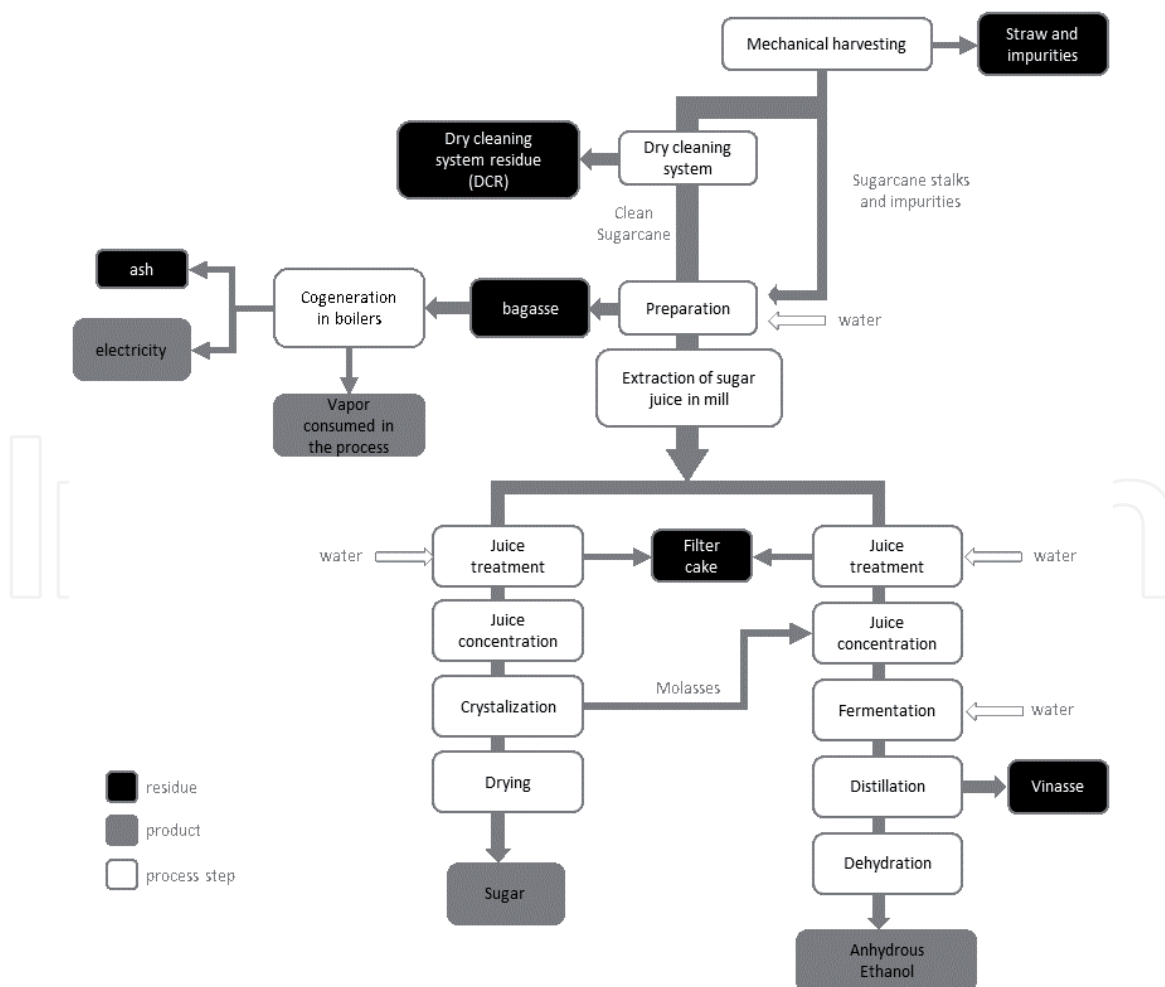 Mechanical harvesting
Straw and
impurities
Dry cleaning
system residue
(DCR)
Dry cleaning
system
Sugarcane stalks
and impurities
Clean
Sugarcane
ash
Cogeneration
in boilers
bagasse
Preparation
water
electricity
Extraction of sugar
juice in mill
Vapor
consumed in
the process
water
Juice
treatment
Filter
cake
Juice
treatment
water
Juice
concentration
Juice
concentration
Molasses
Crystalization
Fermentation
water
Drying
Distillation
Vinasse
residue
product
process step
Dehydration
Sugar
Anhydrous
Ethanol